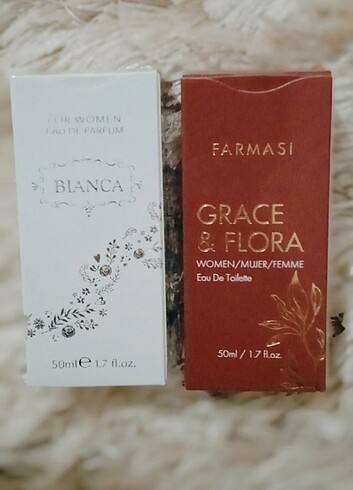 FOR WOMEN
EAU DE PARFUM
BIANCA
50ml℮ 1.7 fl.oz.
FARMASI
GRACE
& FLORA
WOMEN/MUJER/FEMME
Eau De Toilette
50ml / 1.7 fl.oz.